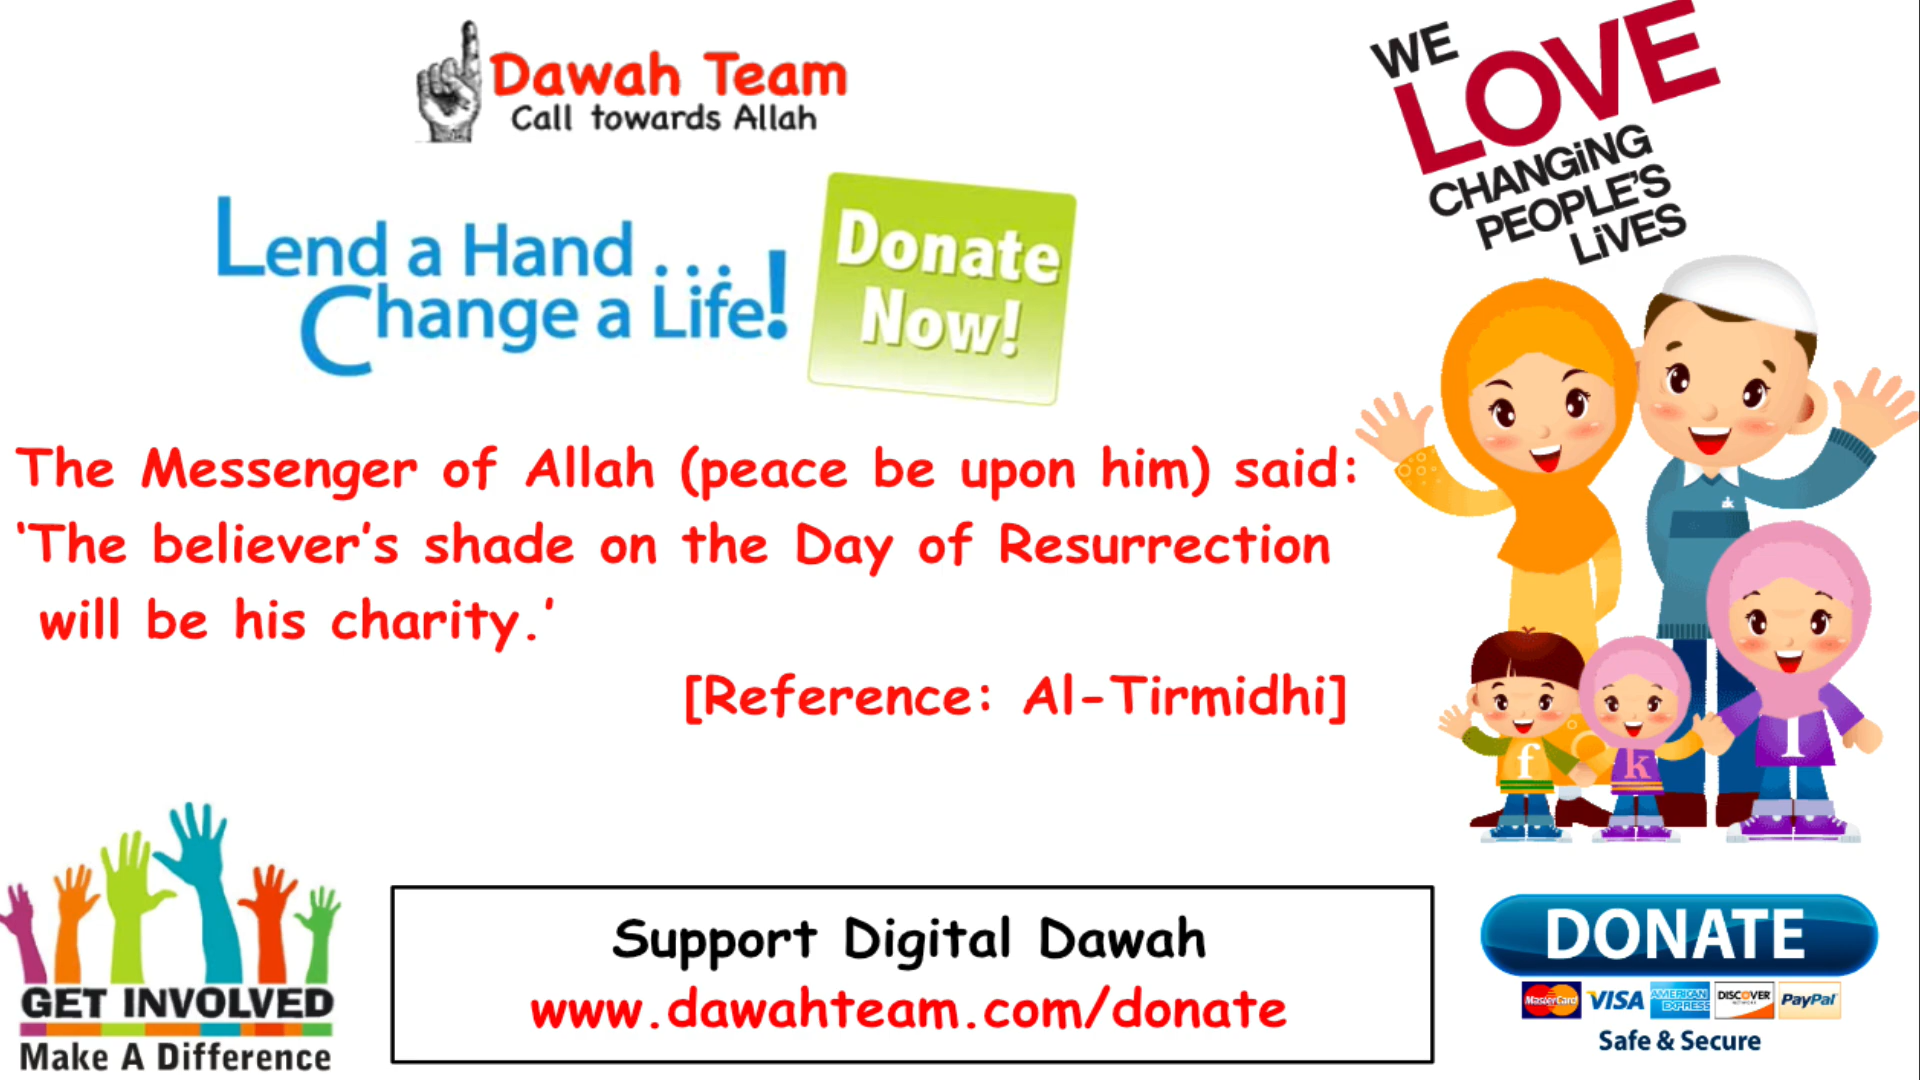 Dawah Team
Call towards Allah
WE
LOVE
CHANGiNG
PEOPLE'S
LiVES
Lend a Hand . . .
Change a Life!
Donate
Now!
The Messenger of Allah (peace be upon him) said:
‘The believer’s shade on the Day of Resurrection
will be his charity.’
[Reference: Al-Tirmidhi]
f
k
l
GET INVOLVED
Make A Difference
Support Digital Dawah
www.dawahteam.com/donate
DONATE
MasterCard VISA AMERICAN EXPRESS DISCOVER PayPal
Safe & Secure